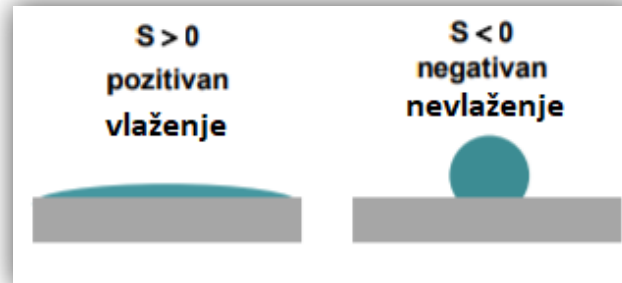 S > 0
pozitivan
vlaženje
S < 0
negativan
nevlaženje